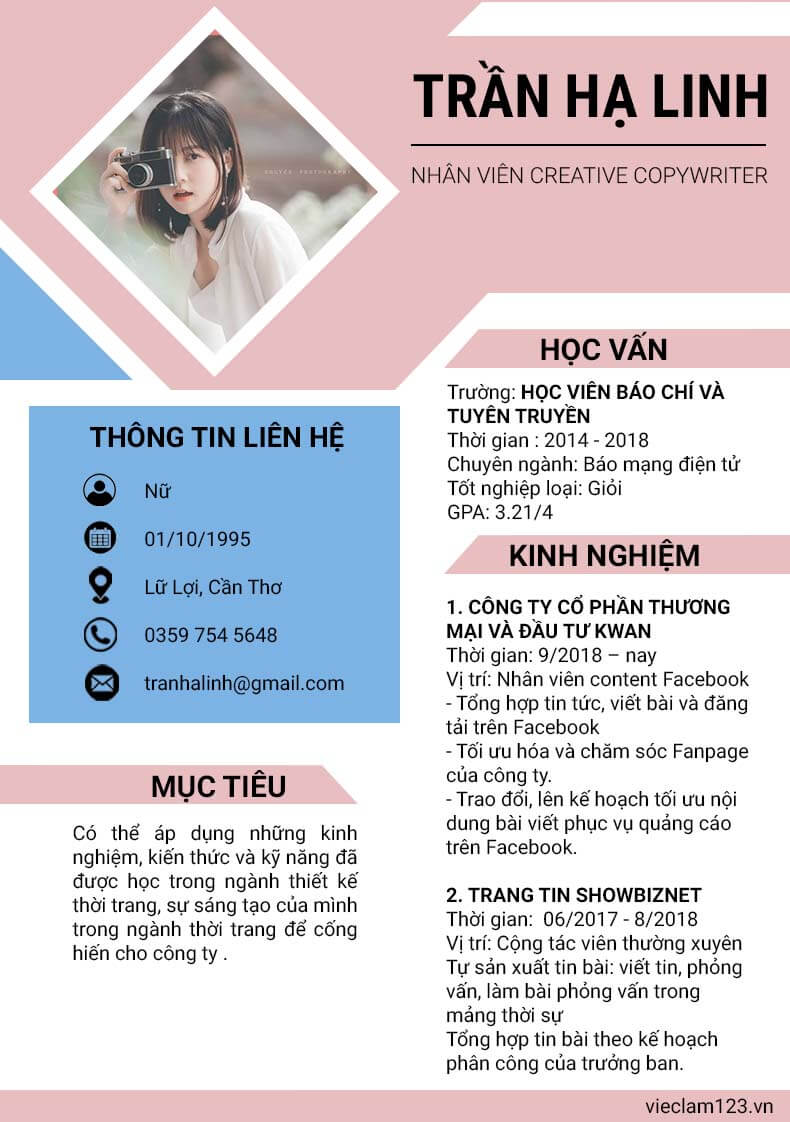 TRẦN HẠ LINH
NHÂN VIÊN CREATIVE COPYWRITER
THÔNG TIN LIÊN HỆ
Nữ
01/10/1995
Lữ Lợi, Cần Thơ
0359 754 5648
tranhalinh@gmail.com
MỤC TIÊU
Có thể áp dụng những kinh
nghiệm, kiến thức và kỹ năng đã
được học trong ngành thiết kế
thời trang, sự sáng tạo của mình
trong ngành thời trang để cống
hiến cho công ty .
HỌC VẤN
Trường: HỌC VIÊN BÁO CHÍ VÀ
TUYÊN TRUYỀN
Thời gian : 2014 - 2018
Chuyên ngành: Báo mạng điện tử
Tốt nghiệp loại: Giỏi
GPA: 3.21/4
KINH NGHIỆM
1. CÔNG TY CỔ PHẦN THƯƠNG
MẠI VÀ ĐẦU TƯ KWAN
Thời gian: 9/2018 – nay
Vị trí: Nhân viên content Facebook
- Tổng hợp tin tức, viết bài và đăng
tải trên Facebook
- Tối ưu hóa và chăm sóc Fanpage
của công ty.
- Trao đổi, lên kế hoạch tối ưu nội
dung bài viết phục vụ quảng cáo
trên Facebook.
2. TRANG TIN SHOWBIZNET
Thời gian:  06/2017 - 8/2018
Vị trí: Cộng tác viên thường xuyên
Tự sản xuất tin bài: viết tin, phỏng
vấn, làm bài phỏng vấn trong
mảng thời sự
Tổng hợp tin bài theo kế hoạch
phân công của trưởng ban.
vieclam123.vn